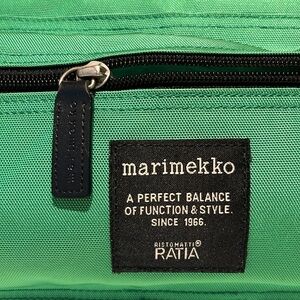 marimekko
A PERFECT BALANCE
OF FUNCTION & STYLE.
SINCE 1966.
RISTOMATTI®
RATIA